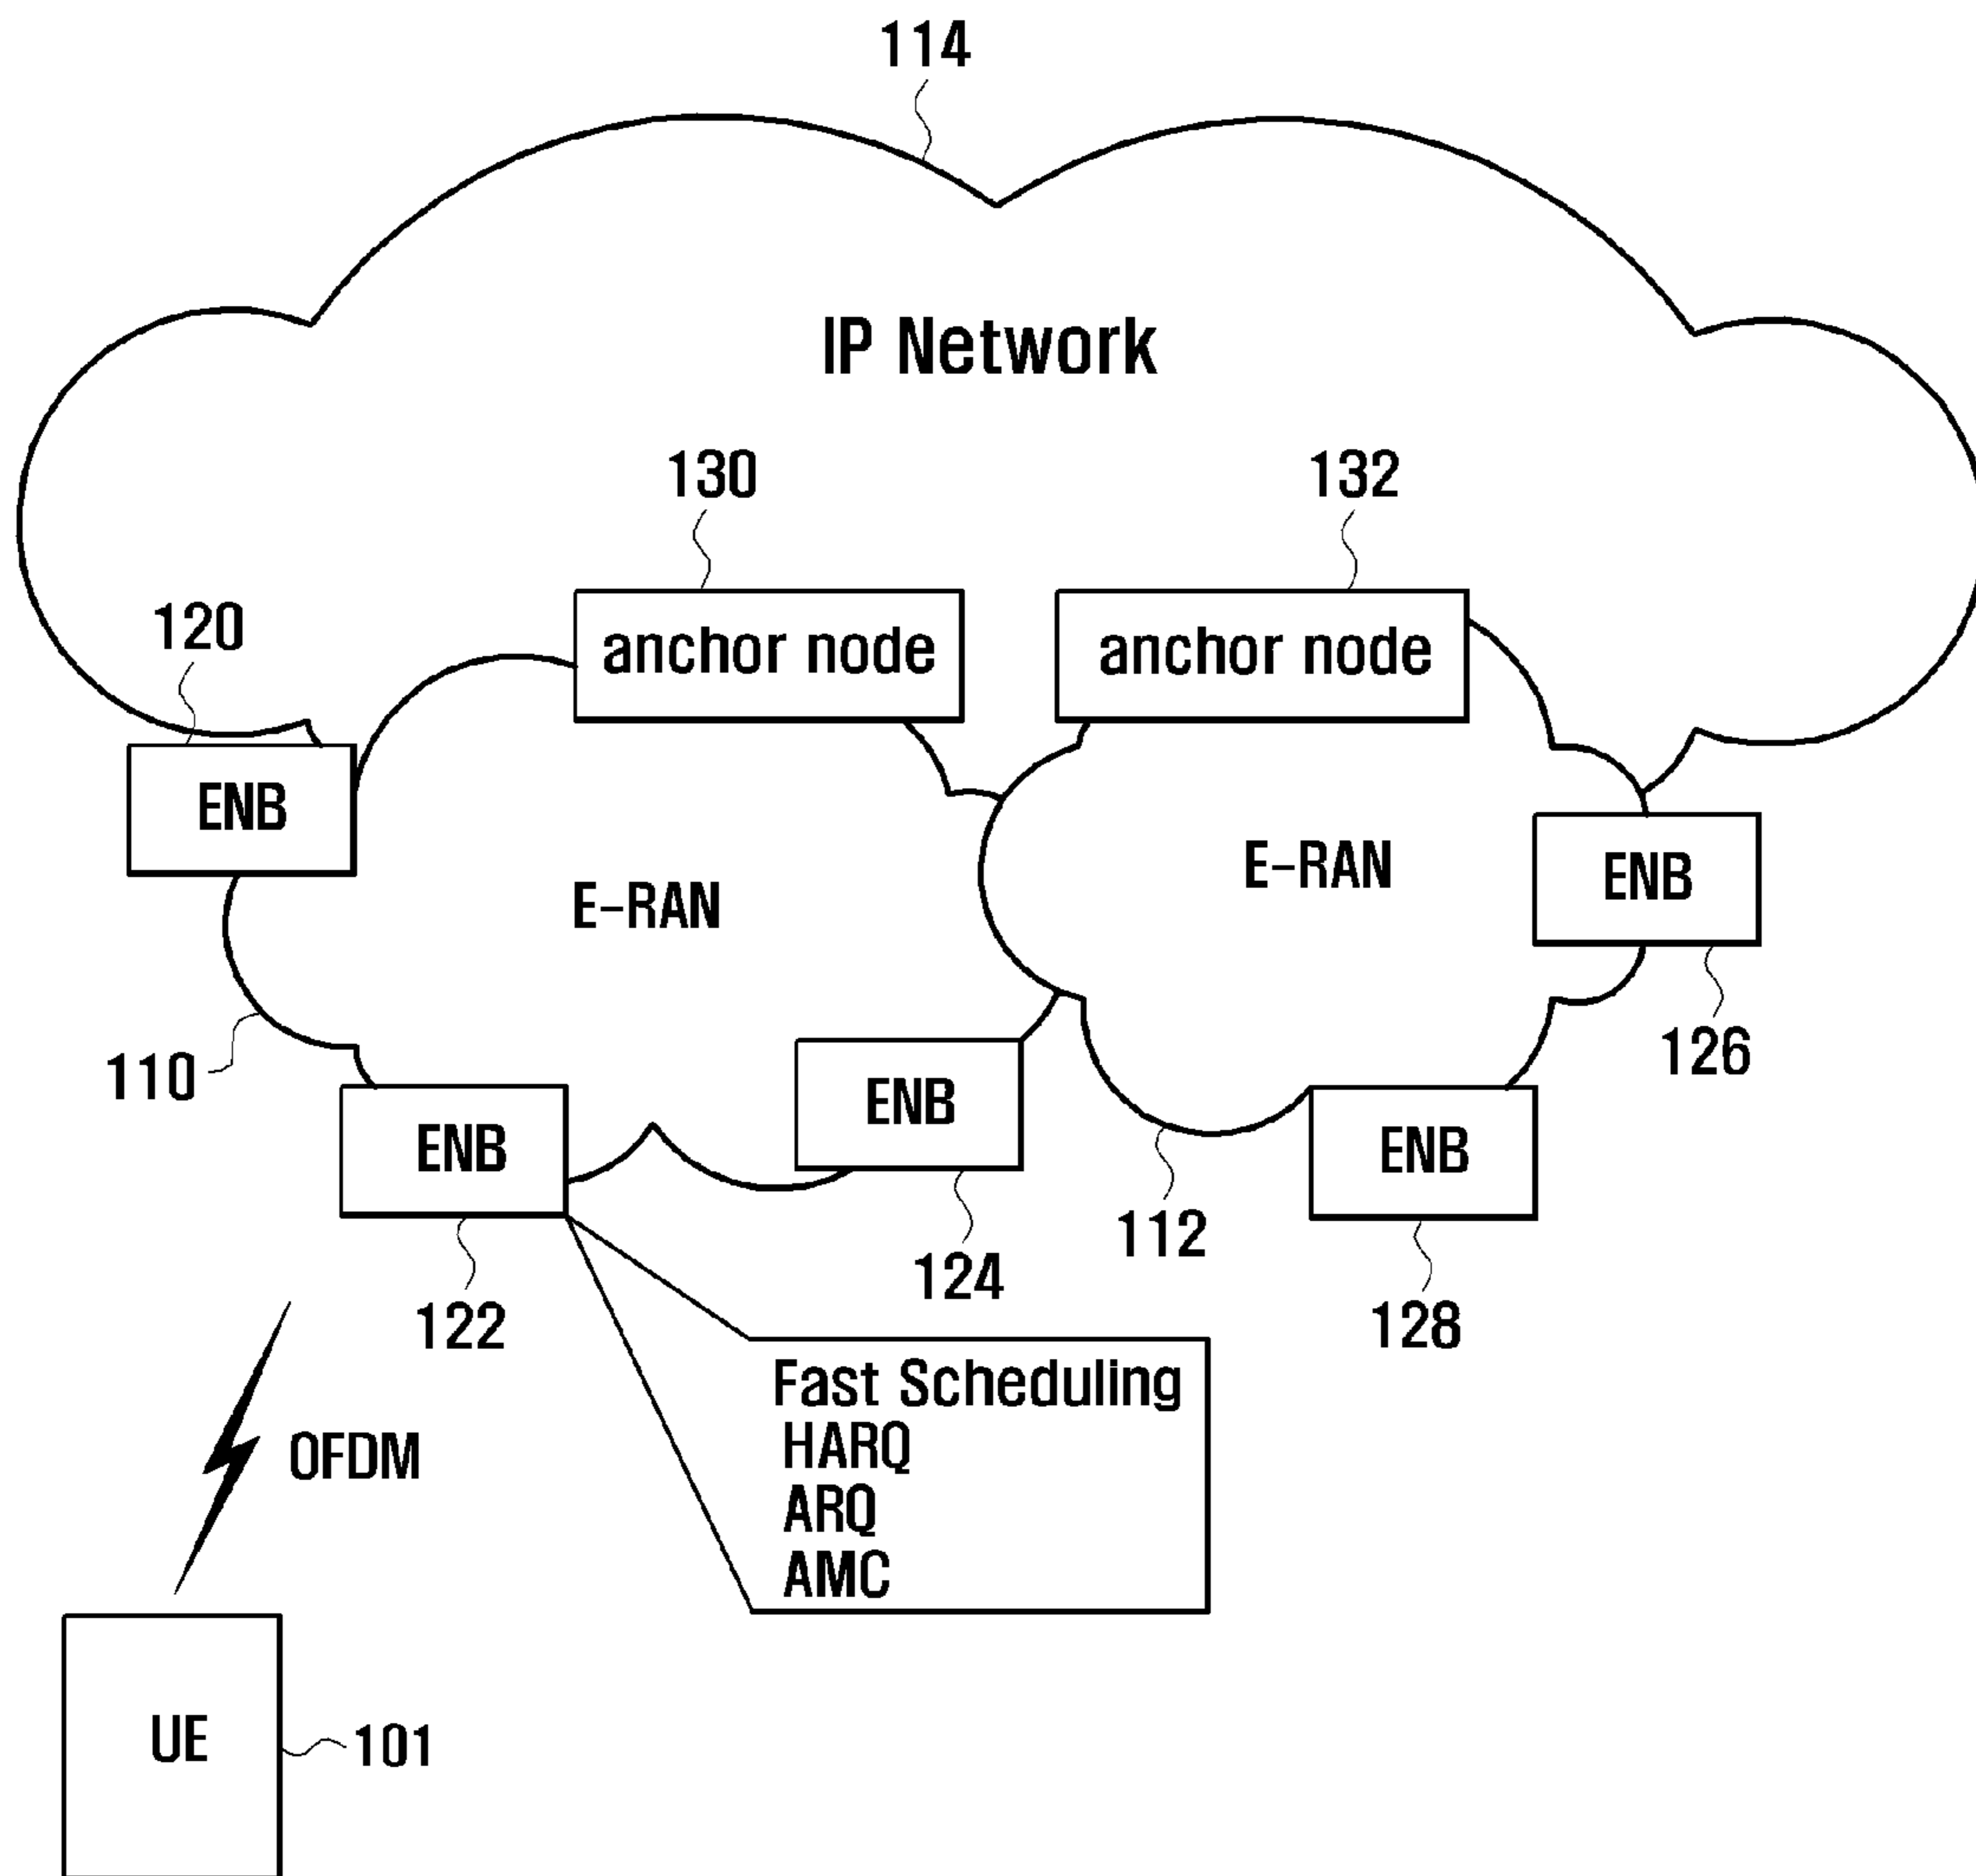 114
IP Network
130
132
120
anchor node
anchor node
ENB
E-RAN
ENB
E-RAN
126
110
ENB
ENB
ENB
112
124
122
128
Fast Scheduling
HARQ
OFDM
ARQ
AMC
UE
101